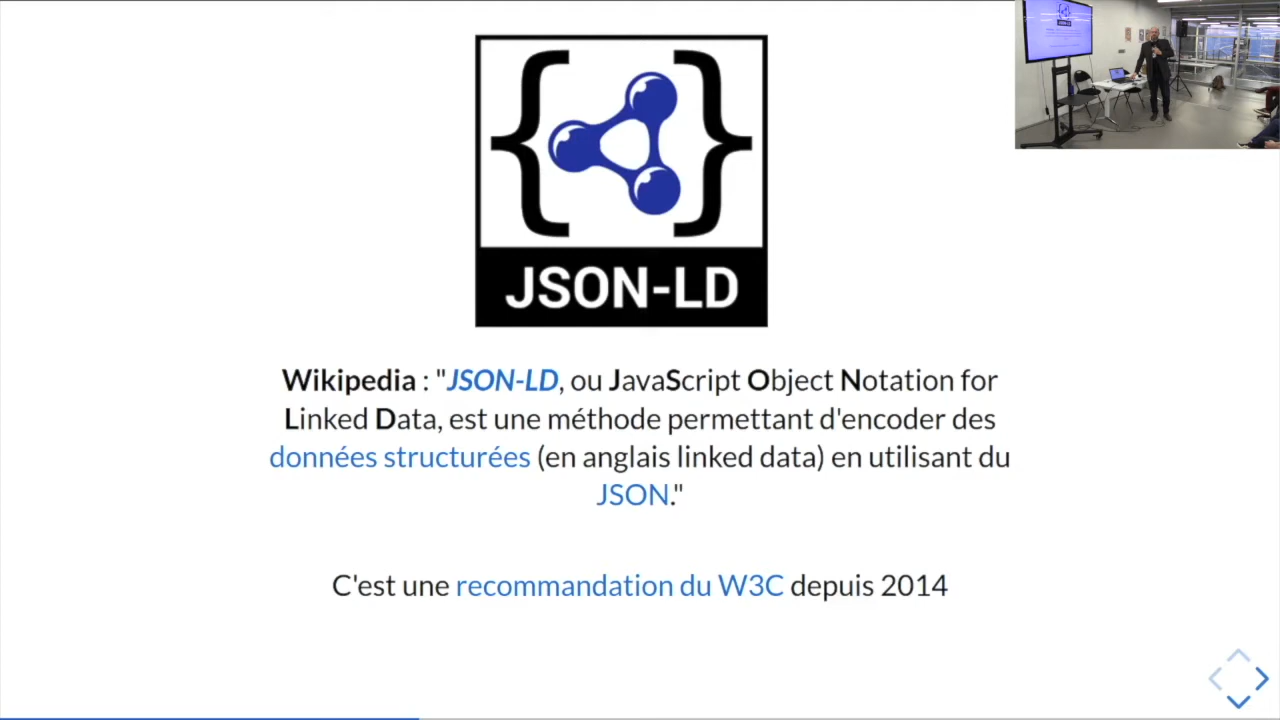 JSON-LD
Wikipedia : "JSON-LD, ou JavaScript Object Notation for
Linked Data, est une méthode permettant d'encoder des
données structurées (en anglais linked data) en utilisant du
JSON."
C'est une recommandation du W3C depuis 2014